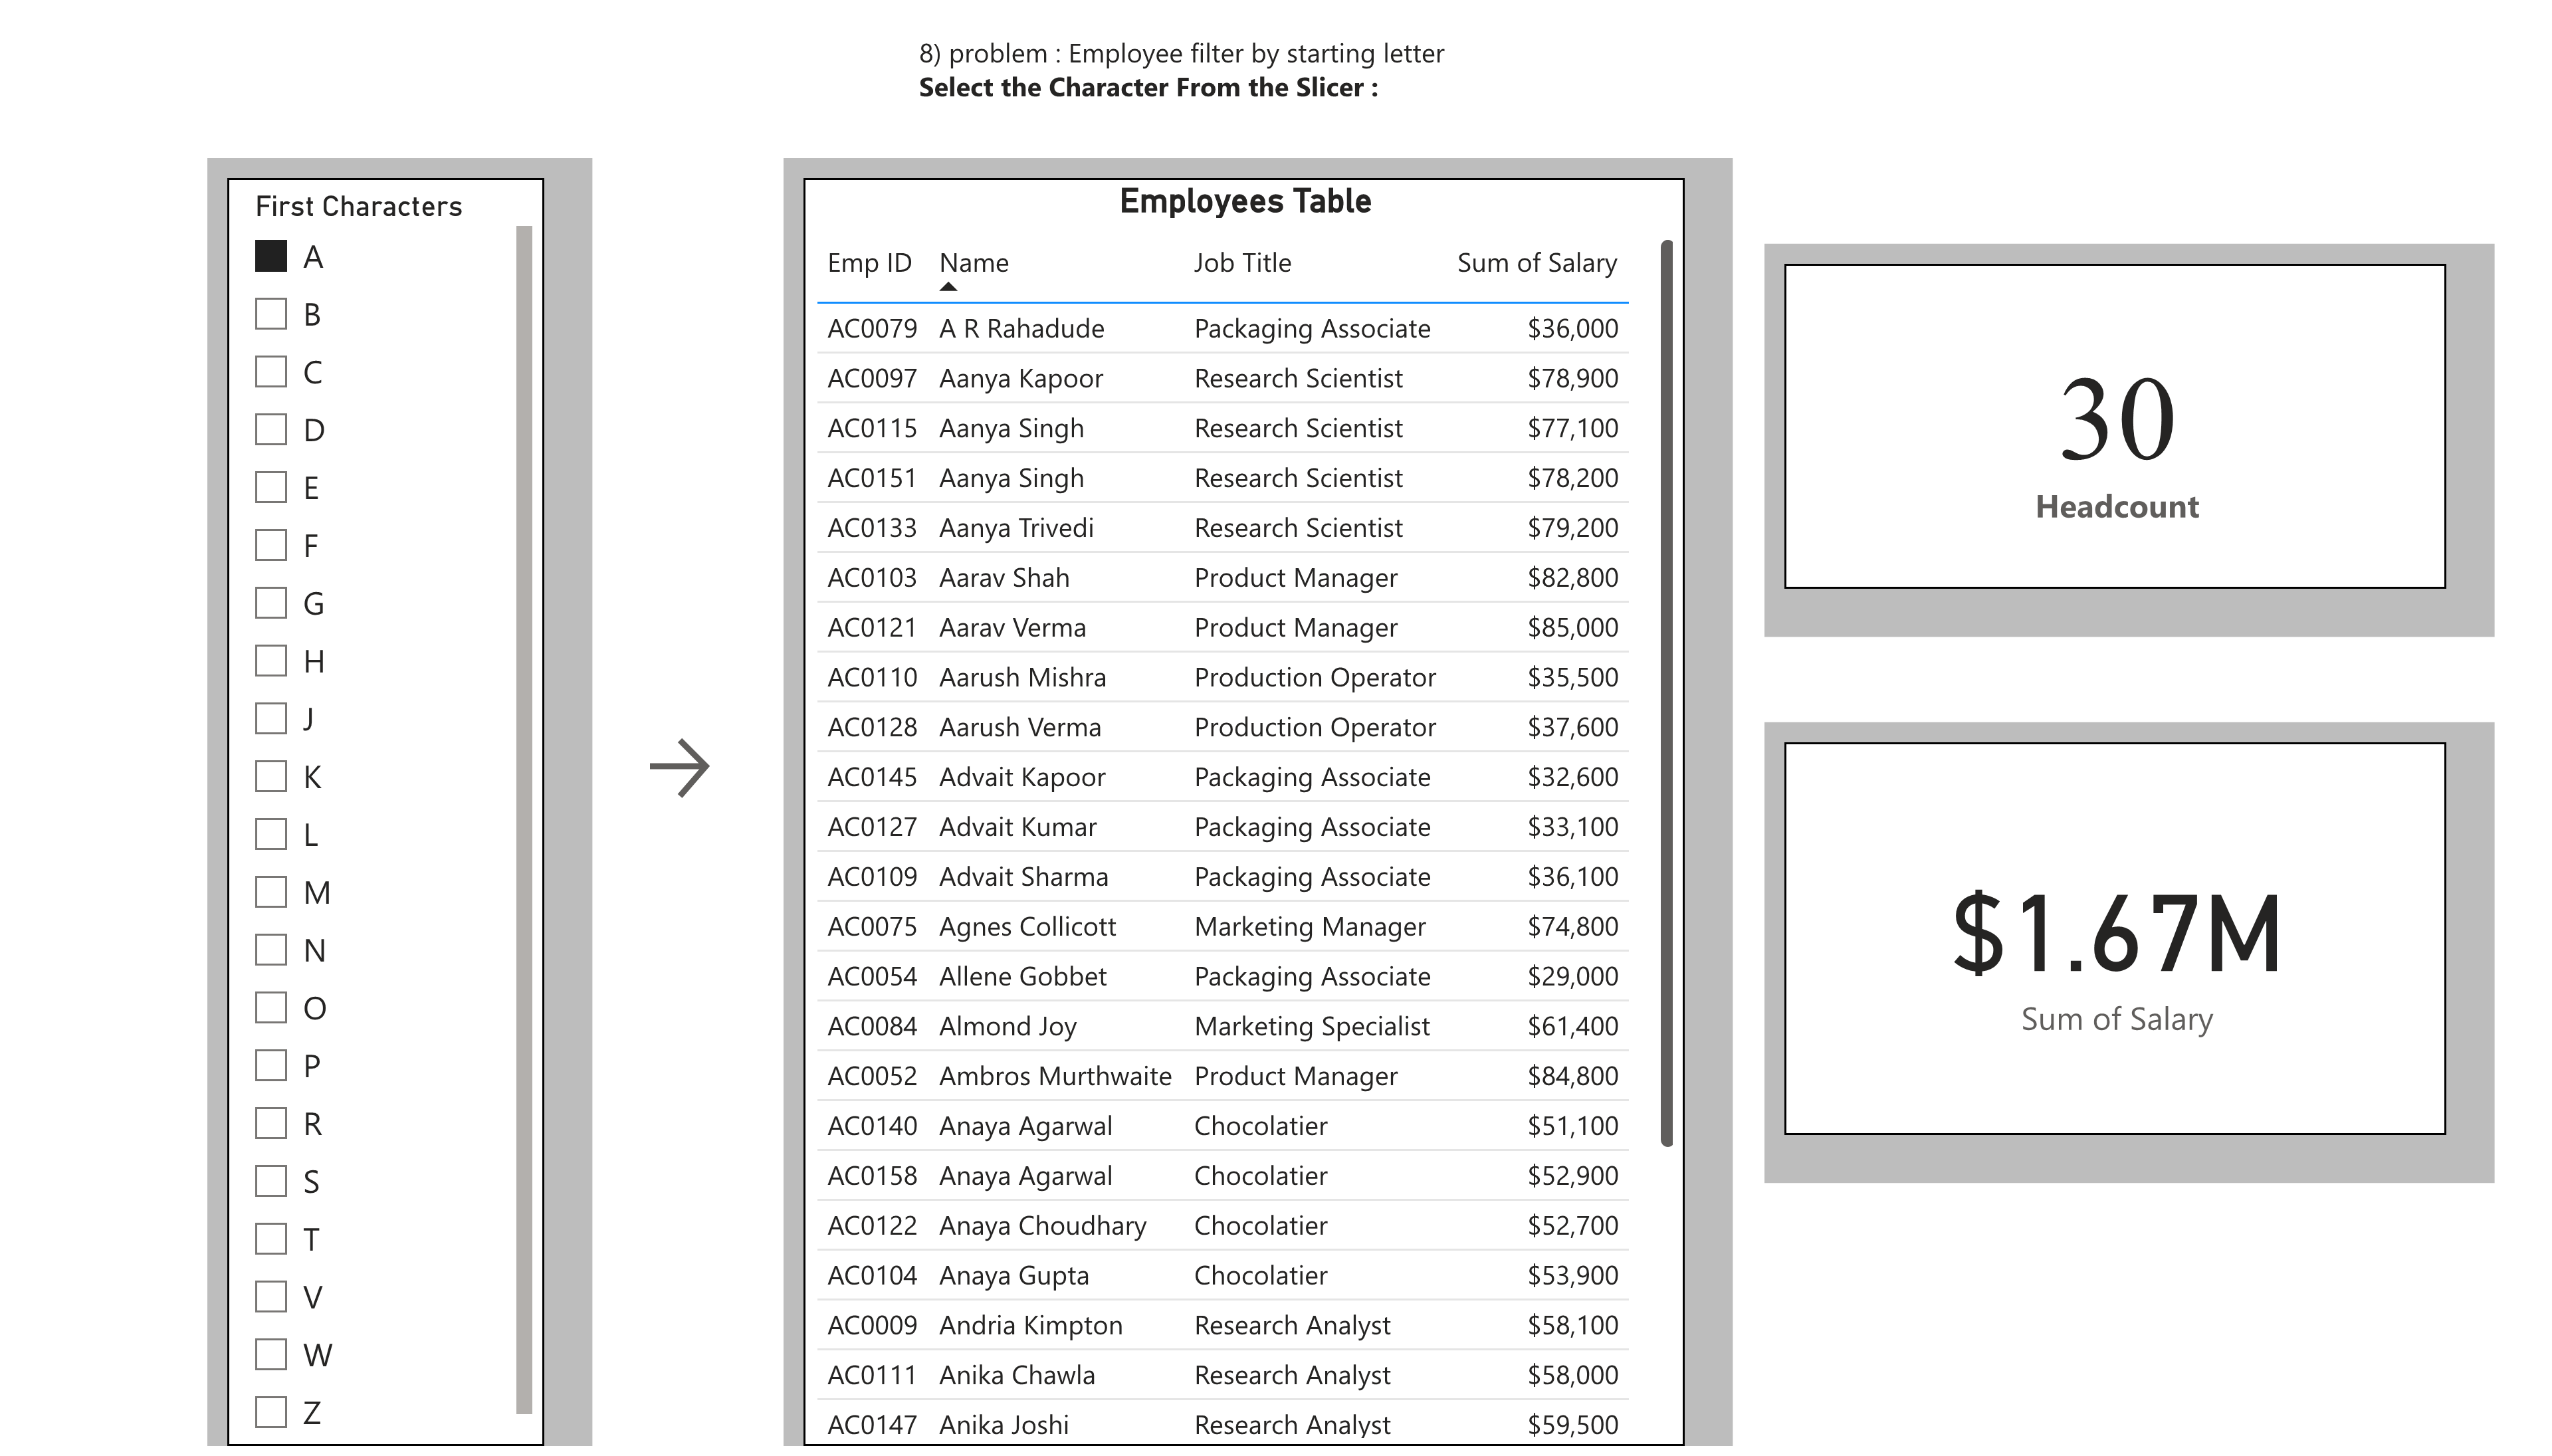 8) problem : Employee filter by starting letter
Select the Character From the Slicer :
First Characters
A
B
C
D
E
F
G
H
J
K
L
M
N
O
P
R
S
T
V
W
Z
Employees Table
Emp ID Name Job Title Sum of Salary
AC0079 A R Rahadude Packaging Associate $36,000
AC0097 Aanya Kapoor Research Scientist $78,900
AC0115 Aanya Singh Research Scientist $77,100
AC0151 Aanya Singh Research Scientist $78,200
AC0133 Aanya Trivedi Research Scientist $79,200
AC0103 Aarav Shah Product Manager $82,800
AC0121 Aarav Verma Product Manager $85,000
AC0110 Aarush Mishra Production Operator $35,500
AC0128 Aarush Verma Production Operator $37,600
AC0145 Advait Kapoor Packaging Associate $32,600
AC0127 Advait Kumar Packaging Associate $33,100
AC0109 Advait Sharma Packaging Associate $36,100
AC0075 Agnes Collicott Marketing Manager $74,800
AC0054 Allene Gobbet Packaging Associate $29,000
AC0084 Almond Joy Marketing Specialist $61,400
AC0052 Ambros Murthwaite Product Manager $84,800
AC0140 Anaya Agarwal Chocolatier $51,100
AC0158 Anaya Agarwal Chocolatier $52,900
AC0122 Anaya Choudhary Chocolatier $52,700
AC0104 Anaya Gupta Chocolatier $53,900
AC0009 Andria Kimpton Research Analyst $58,100
AC0111 Anika Chawla Research Analyst $58,000
AC0147 Anika Joshi Research Analyst $59,500
30
Headcount
$1.67M
Sum of Salary